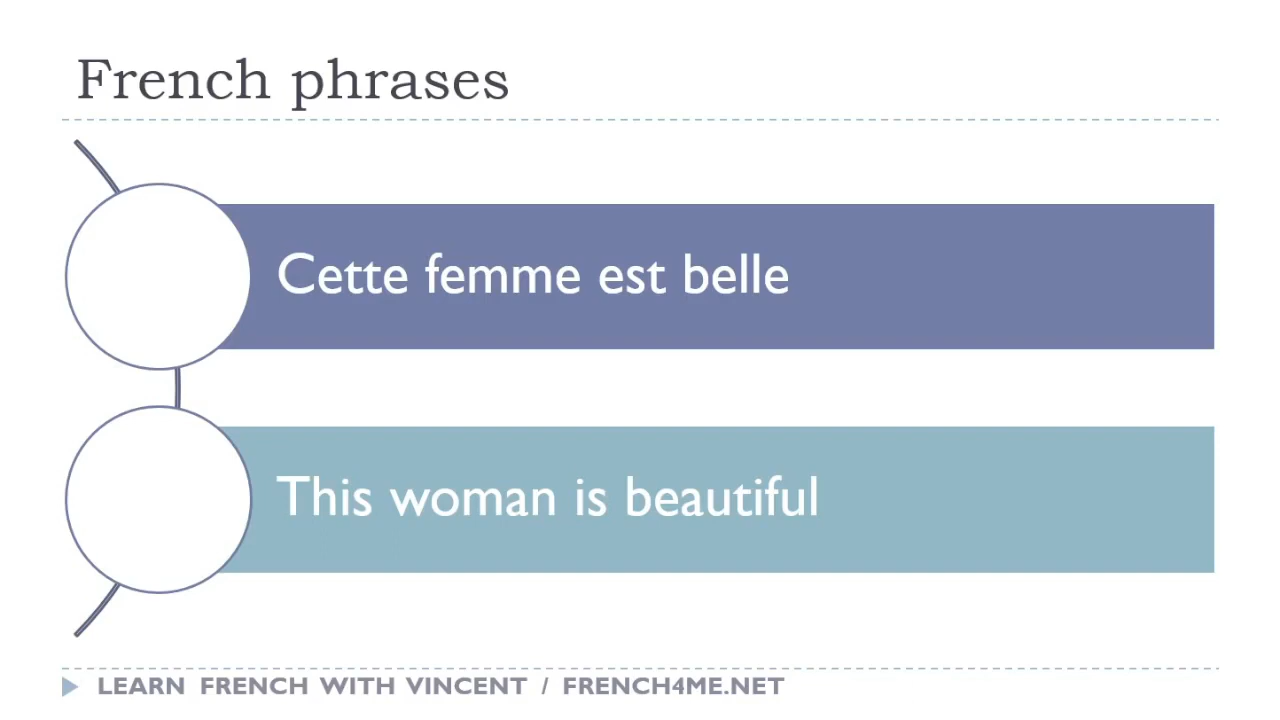 French phrases
Cette femme est belle
This woman is beautiful
LEARN FRENCH WITH VINCENT / FRENCH4ME.NET